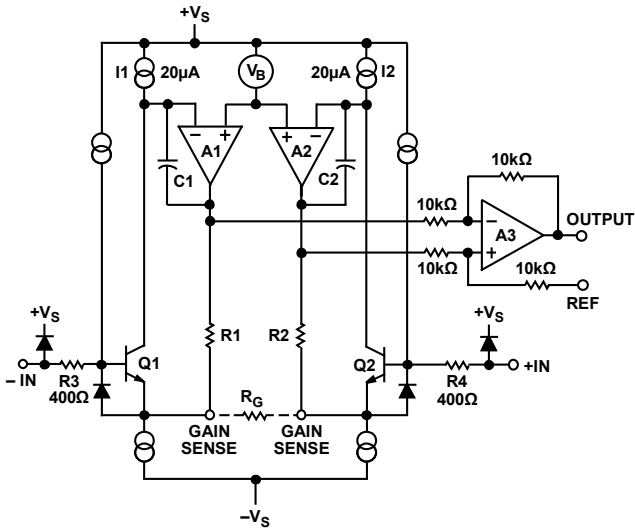 +VS
I1 20µA VB 20µA I2
− + + −
A1 A2
C1 C2
10kΩ
10kΩ − OUTPUT
A3
10kΩ + 10kΩ
REF
+VS +VS
R1 R2
− IN R3 400Ω Q1 Q2 R4 400Ω +IN
RG
GAIN SENSE GAIN SENSE
−VS